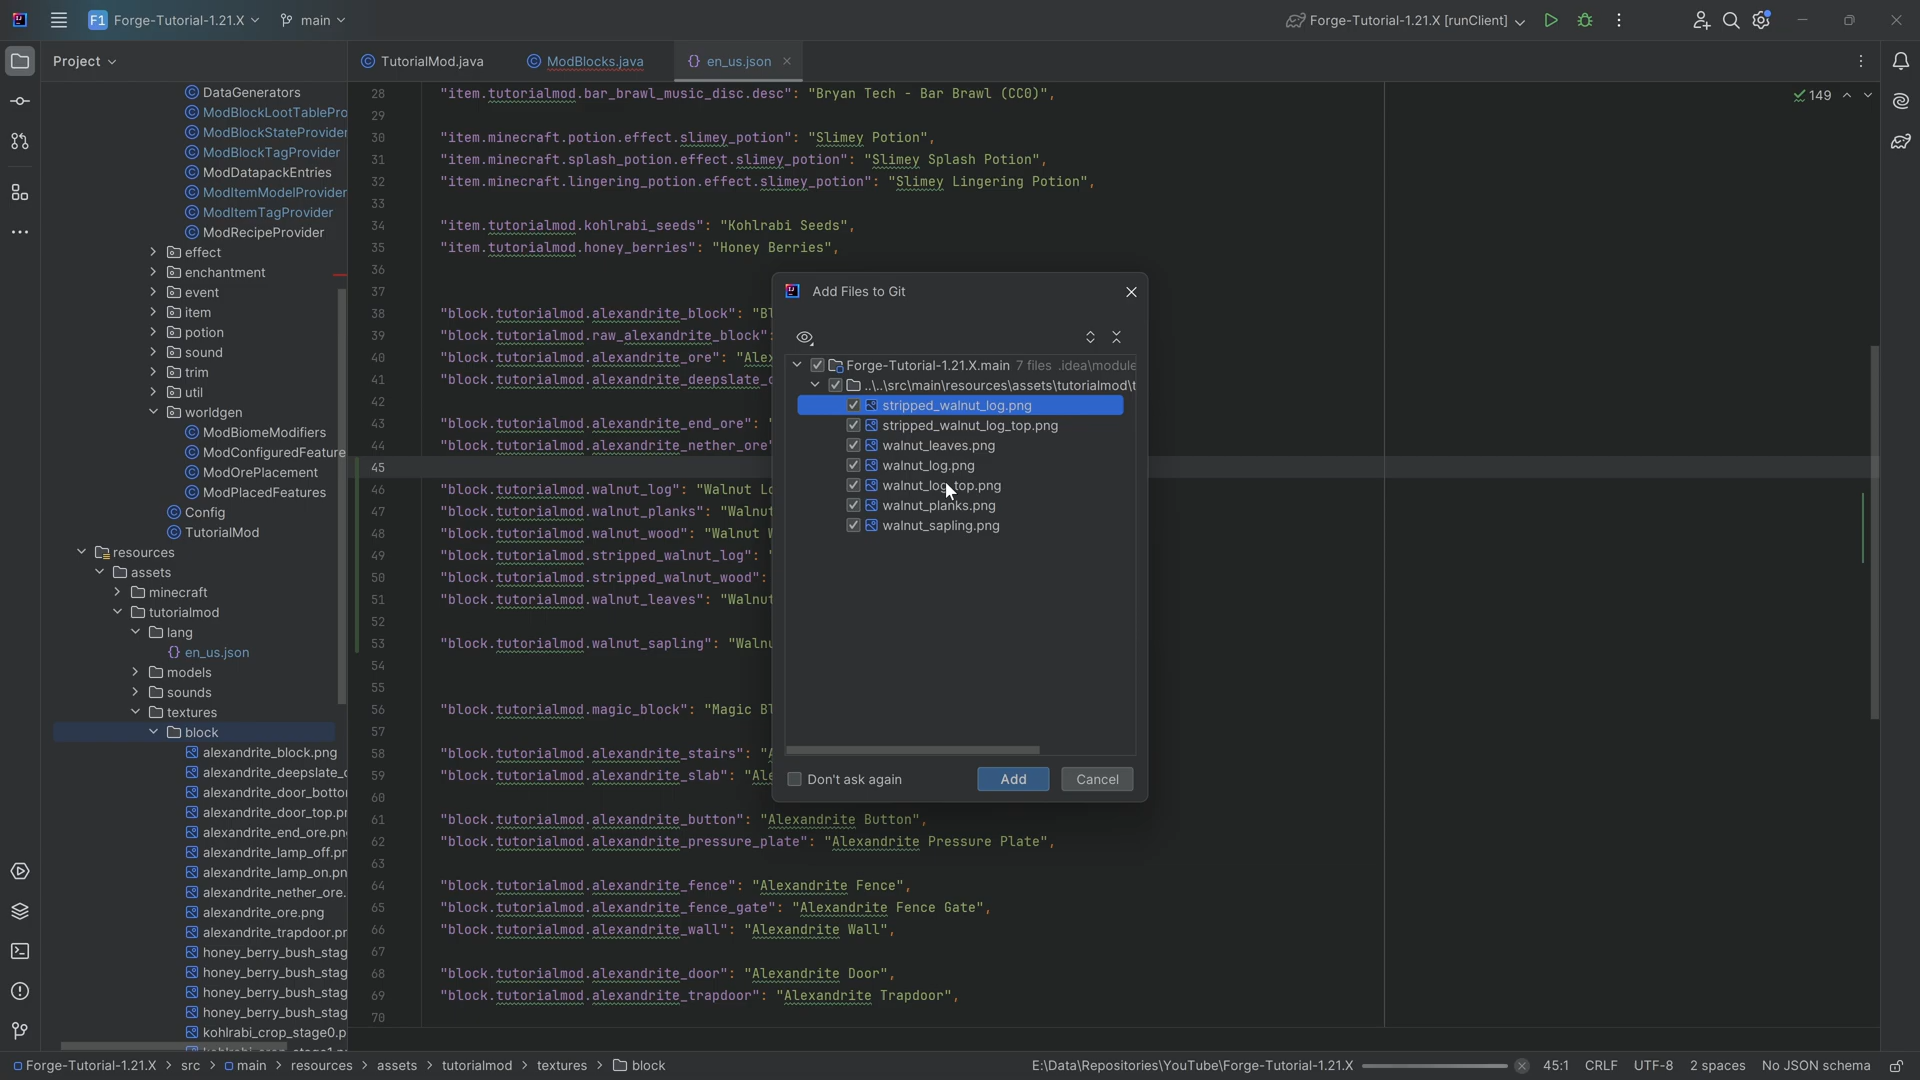 F1 Forge-Tutorial-1.21.X main
Forge-Tutorial-1.21.X [runClient]
Project
TutorialMod.java
ModBlocks.java
en_us.json
DataGenerators
ModBlockLootTablePro
ModBlockStateProvider
ModBlockTagProvider
ModDatapackEntries
ModItemModelProvider
ModItemTagProvider
ModRecipeProvider
effect
enchantment
event
item
potion
sound
trim
util
worldgen
ModBiomeModifiers
ModConfiguredFeature
ModOrePlacement
ModPlacedFeatures
Config
TutorialMod
resources
assets
minecraft
tutorialmod
lang
en_us.json
models
sounds
textures
block
alexandrite_block.png
alexandrite_deepslate_
alexandrite_door_botto
alexandrite_door_top.p
alexandrite_end_ore.pn
alexandrite_lamp_off.p
alexandrite_lamp_on.pn
alexandrite_nether_ore.
alexandrite_ore.png
alexandrite_trapdoor.p
honey_berry_bush_stag
honey_berry_bush_stag
honey_berry_bush_stag
honey_berry_bush_stag
kohlrabi_crop_stage0.p
149
28 "item.tutorialmod.bar_brawl_music_disc.desc": "Bryan Tech - Bar Brawl (CC0)",
29
30 "item.minecraft.potion.effect.slimey_potion": "Slimey Potion",
31 "item.minecraft.splash_potion.effect.slimey_potion": "Slimey Splash Potion",
32 "item.minecraft.lingering_potion.effect.slimey_potion": "Slimey Lingering Potion",
33
34 "item.tutorialmod.kohlrabi_seeds": "Kohlrabi Seeds",
35 "item.tutorialmod.honey_berries": "Honey Berries",
36
37
38 "block.tutorialmod.alexandrite_block": "Bl
39 "block.tutorialmod.raw_alexandrite_block":
40 "block.tutorialmod.alexandrite_ore": "Alex
41 "block.tutorialmod.alexandrite_deepslate_
42
43 "block.tutorialmod.alexandrite_end_ore": "
44 "block.tutorialmod.alexandrite_nether_ore"
45
46 "block.tutorialmod.walnut_log": "Walnut Lo
47 "block.tutorialmod.walnut_planks": "Walnut
48 "block.tutorialmod.walnut_wood": "Walnut W
49 "block.tutorialmod.stripped_walnut_log": "
50 "block.tutorialmod.stripped_walnut_wood":
51 "block.tutorialmod.walnut_leaves": "Walnut
52
53 "block.tutorialmod.walnut_sapling": "Walnu
54
55
56 "block.tutorialmod.magic_block": "Magic Bl
57
58 "block.tutorialmod.alexandrite_stairs": "A
59 "block.tutorialmod.alexandrite_slab": "Ale
60
61 "block.tutorialmod.alexandrite_button": "Alexandrite Button",
62 "block.tutorialmod.alexandrite_pressure_plate": "Alexandrite Pressure Plate",
63
64 "block.tutorialmod.alexandrite_fence": "Alexandrite Fence",
65 "block.tutorialmod.alexandrite_fence_gate": "Alexandrite Fence Gate",
66 "block.tutorialmod.alexandrite_wall": "Alexandrite Wall",
67
68 "block.tutorialmod.alexandrite_door": "Alexandrite Door",
69 "block.tutorialmod.alexandrite_trapdoor": "Alexandrite Trapdoor",
70
Add Files to Git
Forge-Tutorial-1.21.X.main 7 files .idea\module
..\..\src\main\resources\assets\tutorialmod\t
stripped_walnut_log.png
stripped_walnut_log_top.png
walnut_leaves.png
walnut_log.png
walnut_log_top.png
walnut_planks.png
walnut_sapling.png
Don't ask again
Add
Cancel
Forge-Tutorial-1.21.X > src > main > resources > assets > tutorialmod > textures > block
E:\Data\Repositories\YouTube\Forge-Tutorial-1.21.X
45:1 CRLF UTF-8 2 spaces No JSON schema